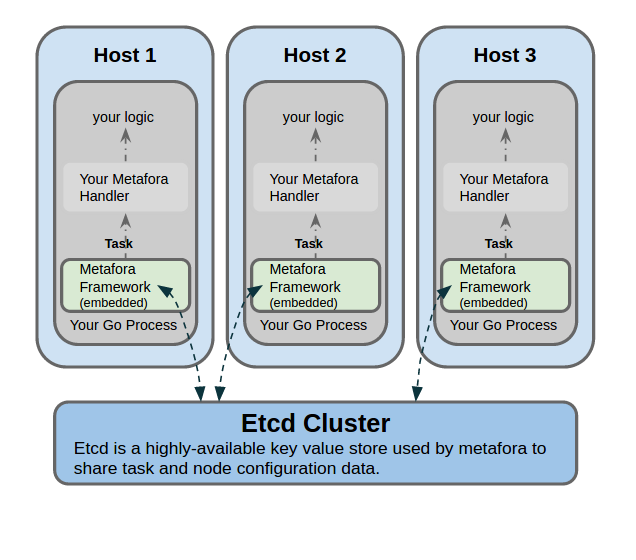 Host 1
your logic
Your Metafora
Handler
Task
Metafora
Framework
(embedded)
Your Go Process
Host 2
your logic
Your Metafora
Handler
Task
Metafora
Framework
(embedded)
Your Go Process
Host 3
your logic
Your Metafora
Handler
Task
Metafora
Framework
(embedded)
Your Go Process
Etcd Cluster
Etcd is a highly-available key value store used by metafora to
share task and node configuration data.